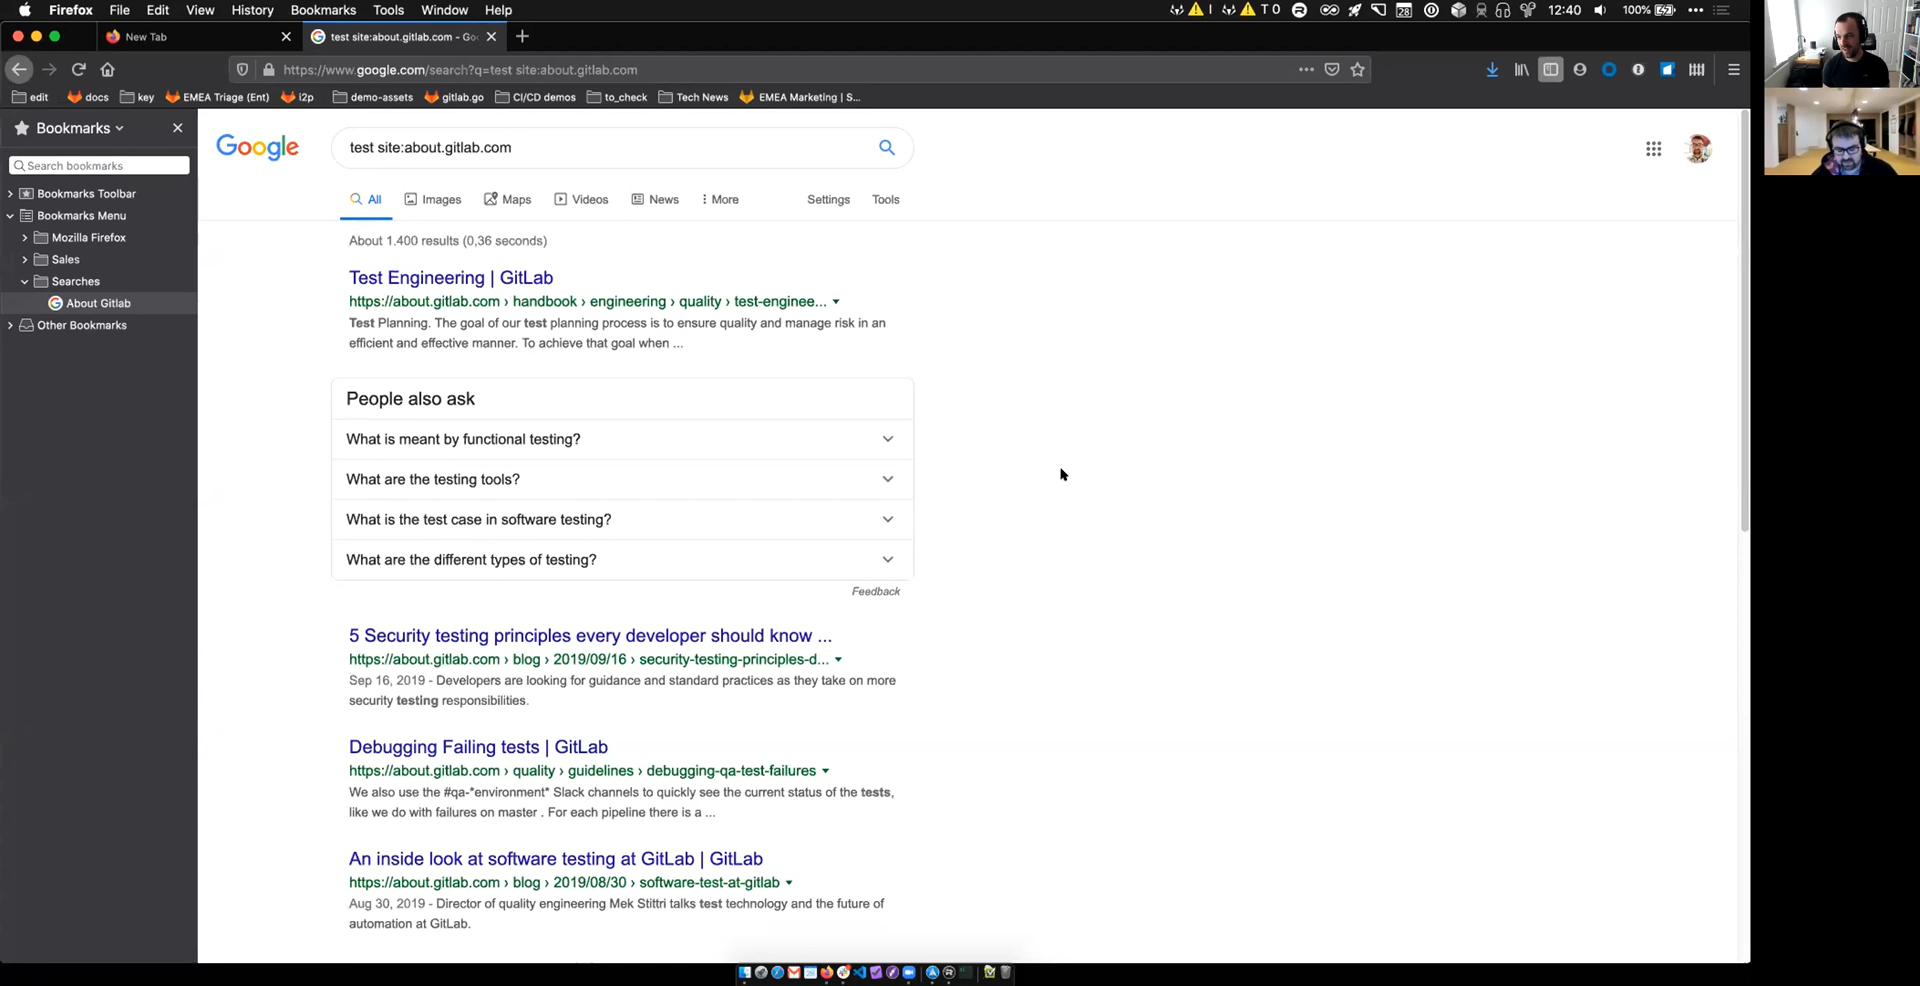 Firefox File Edit View History Bookmarks Tools Window Help
T 0 28 12:40 100%
New Tab
test site:about.gitlab.com - Go
https://www.google.com/search?q=test site:about.gitlab.com
edit docs key EMEA Triage (Ent) i2p demo-assets gitlab.go CI/CD demos to_check Tech News EMEA Marketing | S...
Bookmarks
Search bookmarks
Bookmarks Toolbar
Bookmarks Menu
Mozilla Firefox
Sales
Searches
About Gitlab
Other Bookmarks
Google
test site:about.gitlab.com
All Images Maps Videos News More Settings Tools
About 1.400 results (0,36 seconds)
Test Engineering | GitLab
https://about.gitlab.com › handbook › engineering › quality › test-enginee...
Test Planning. The goal of our test planning process is to ensure quality and manage risk in an
efficient and effective manner. To achieve that goal when ...
People also ask
What is meant by functional testing?
What are the testing tools?
What is the test case in software testing?
What are the different types of testing?
Feedback
5 Security testing principles every developer should know ...
https://about.gitlab.com › blog › 2019/09/16 › security-testing-principles-d...
Sep 16, 2019 - Developers are looking for guidance and standard practices as they take on more
security testing responsibilities.
Debugging Failing tests | GitLab
https://about.gitlab.com › quality › guidelines › debugging-qa-test-failures
We also use the #qa-*environment* Slack channels to quickly see the current status of the tests,
like we do with failures on master . For each pipeline there is a ...
An inside look at software testing at GitLab | GitLab
https://about.gitlab.com › blog › 2019/08/30 › software-test-at-gitlab
Aug 30, 2019 - Director of quality engineering Mek Stittri talks test technology and the future of
automation at GitLab.